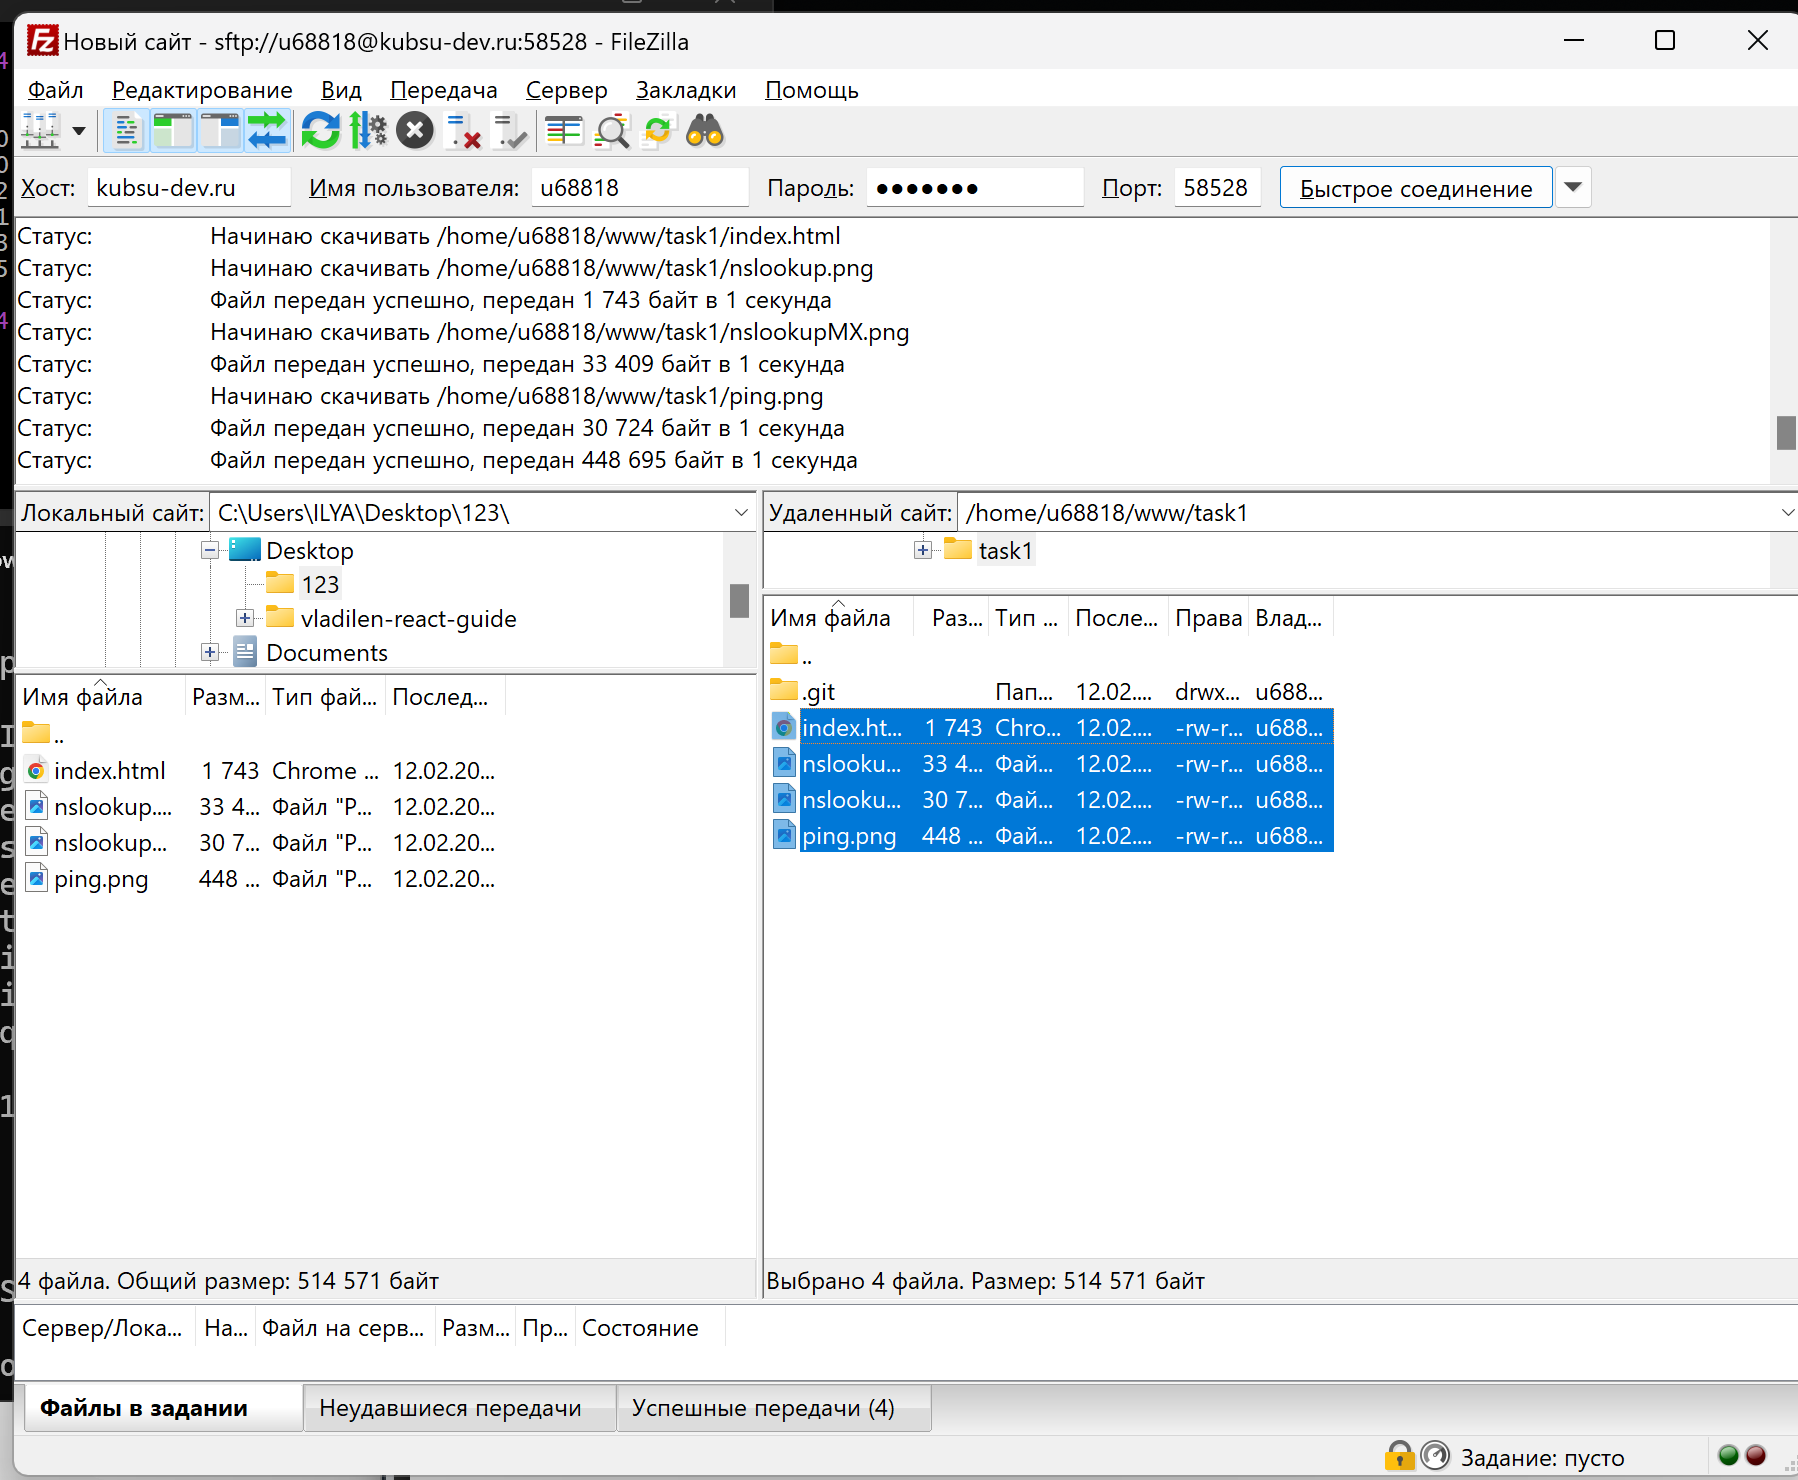 Новый сайт - sftp://u68818@kubsu-dev.ru:58528 - FileZilla
Файл Редактирование Вид Передача Сервер Закладки Помощь
Хост: kubsu-dev.ru Имя пользователя: u68818 Пароль: ●●●●●●● Порт: 58528 Быстрое соединение
Статус: Начинаю скачивать /home/u68818/www/task1/index.html
Статус: Начинаю скачивать /home/u68818/www/task1/nslookup.png
Статус: Файл передан успешно, передан 1 743 байт в 1 секунда
Статус: Начинаю скачивать /home/u68818/www/task1/nslookupMX.png
Статус: Файл передан успешно, передан 33 409 байт в 1 секунда
Статус: Начинаю скачивать /home/u68818/www/task1/ping.png
Статус: Файл передан успешно, передан 30 724 байт в 1 секунда
Статус: Файл передан успешно, передан 448 695 байт в 1 секунда
Локальный сайт: C:\Users\ILYA\Desktop\123\
Desktop
123
vladilen-react-guide
Documents
Имя файла Разм... Тип фай... Послед...
..
index.html 1 743 Chrome ... 12.02.20...
nslookup.... 33 4... Файл "P... 12.02.20...
nslookup... 30 7... Файл "P... 12.02.20...
ping.png 448 ... Файл "P... 12.02.20...
4 файла. Общий размер: 514 571 байт
Удаленный сайт: /home/u68818/www/task1
task1
Имя файла Раз... Тип ... После... Права Влад...
..
.git Пап... 12.02.... drwx... u688...
index.ht... 1 743 Chro... 12.02.... -rw-r... u688...
nslooku... 33 4... Фай... 12.02.... -rw-r... u688...
nslooku... 30 7... Фай... 12.02.... -rw-r... u688...
ping.png 448 ... Фай... 12.02.... -rw-r... u688...
Выбрано 4 файла. Размер: 514 571 байт
Сервер/Лока... На... Файл на серв... Разм... Пр... Состояние
Файлы в задании Неудавшиеся передачи Успешные передачи (4)
Задание: пусто